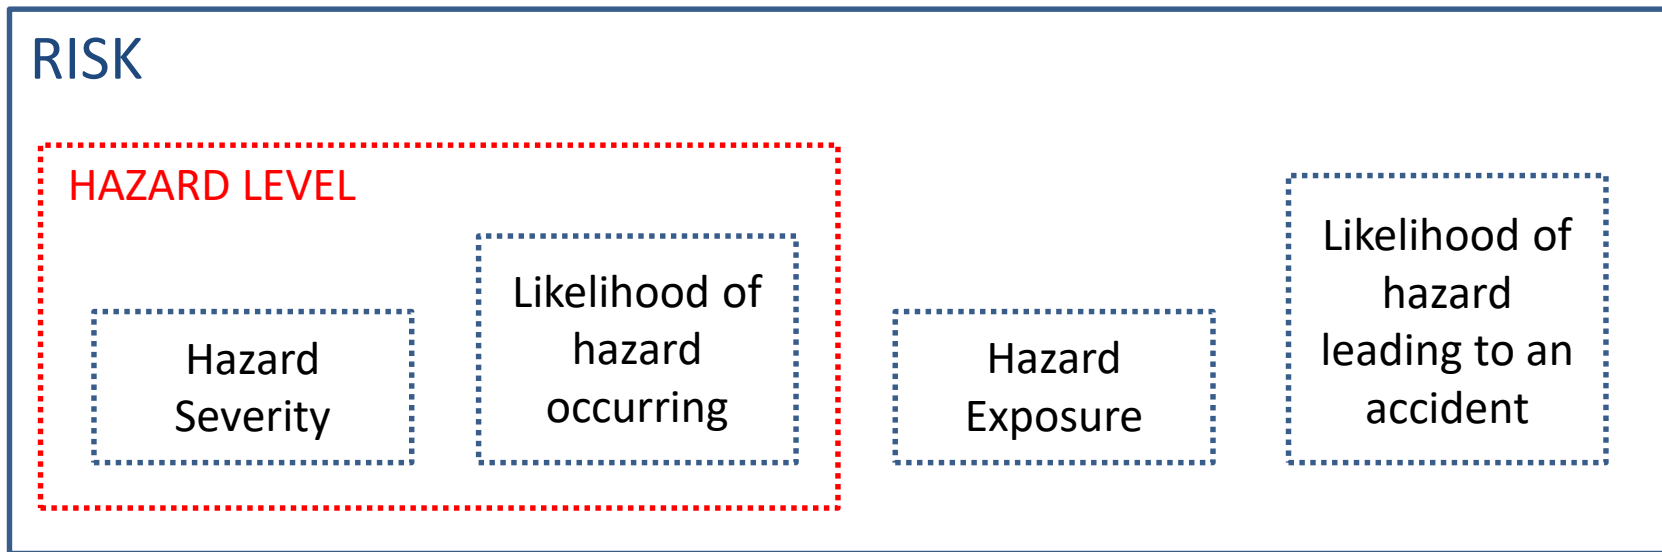 RISK
HAZARD LEVEL
Hazard
Severity
Likelihood of
hazard
occurring
Hazard
Exposure
Likelihood of
hazard
leading to an
accident